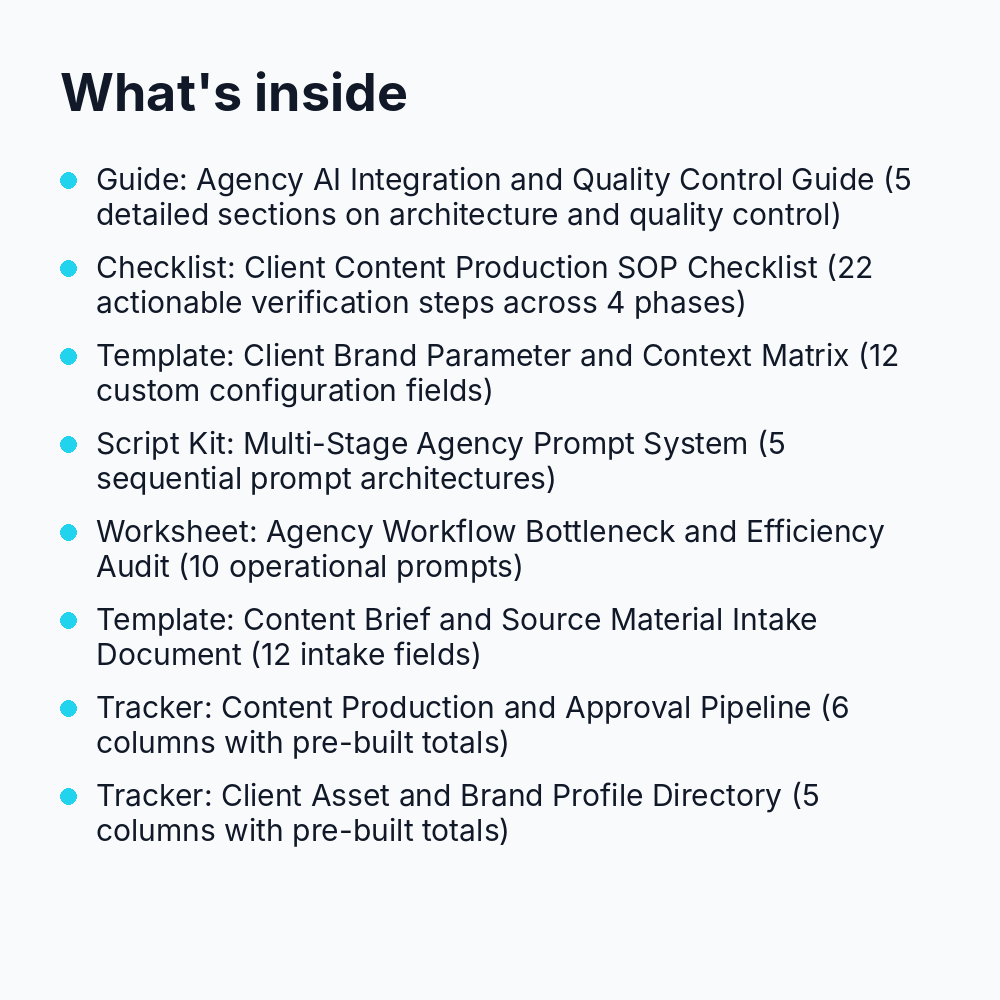 What's inside
Guide: Agency AI Integration and Quality Control Guide (5
detailed sections on architecture and quality control)
Checklist: Client Content Production SOP Checklist (22
actionable verification steps across 4 phases)
Template: Client Brand Parameter and Context Matrix (12
custom configuration fields)
Script Kit: Multi-Stage Agency Prompt System (5
sequential prompt architectures)
Worksheet: Agency Workflow Bottleneck and Efficiency
Audit (10 operational prompts)
Template: Content Brief and Source Material Intake
Document (12 intake fields)
Tracker: Content Production and Approval Pipeline (6
columns with pre-built totals)
Tracker: Client Asset and Brand Profile Directory (5
columns with pre-built totals)